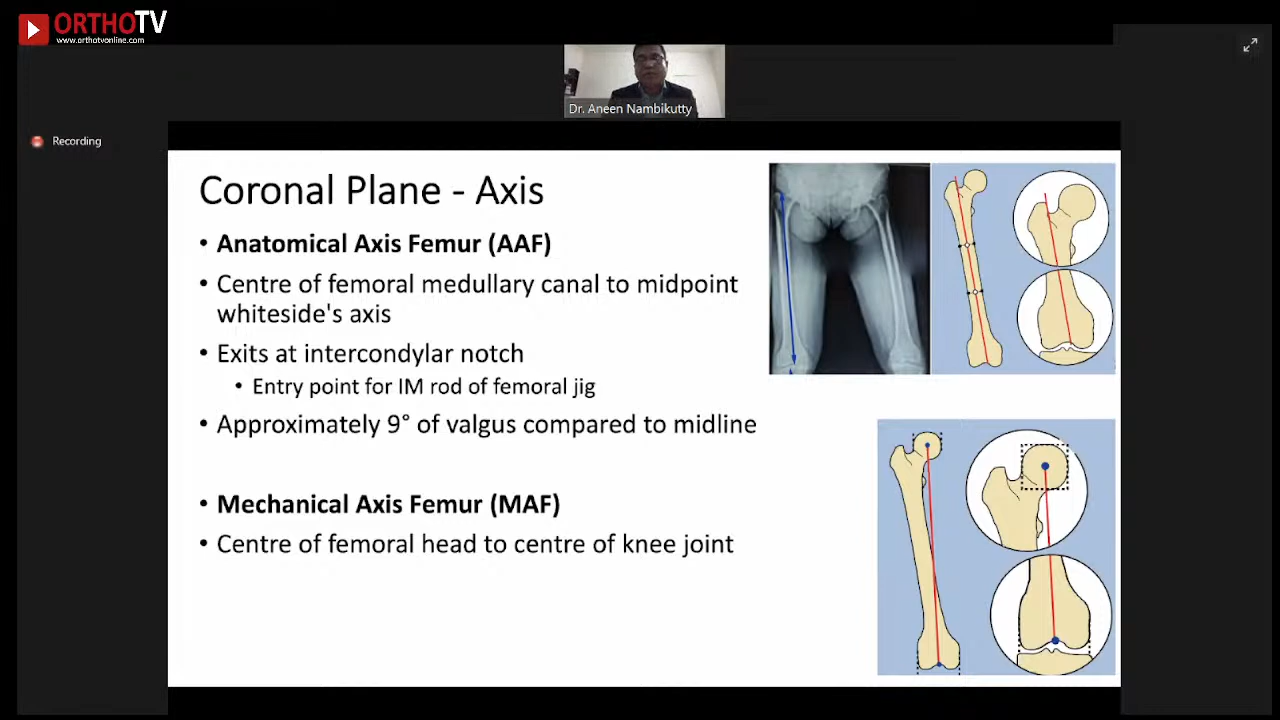 ORTHOTV
www.orthotvonline.com
Dr. Aneen Nambikutty
Recording
Coronal Plane - Axis
• Anatomical Axis Femur (AAF)
• Centre of femoral medullary canal to midpoint
whiteside's axis
• Exits at intercondylar notch
• Entry point for IM rod of femoral jig
• Approximately 9° of valgus compared to midline
• Mechanical Axis Femur (MAF)
• Centre of femoral head to centre of knee joint